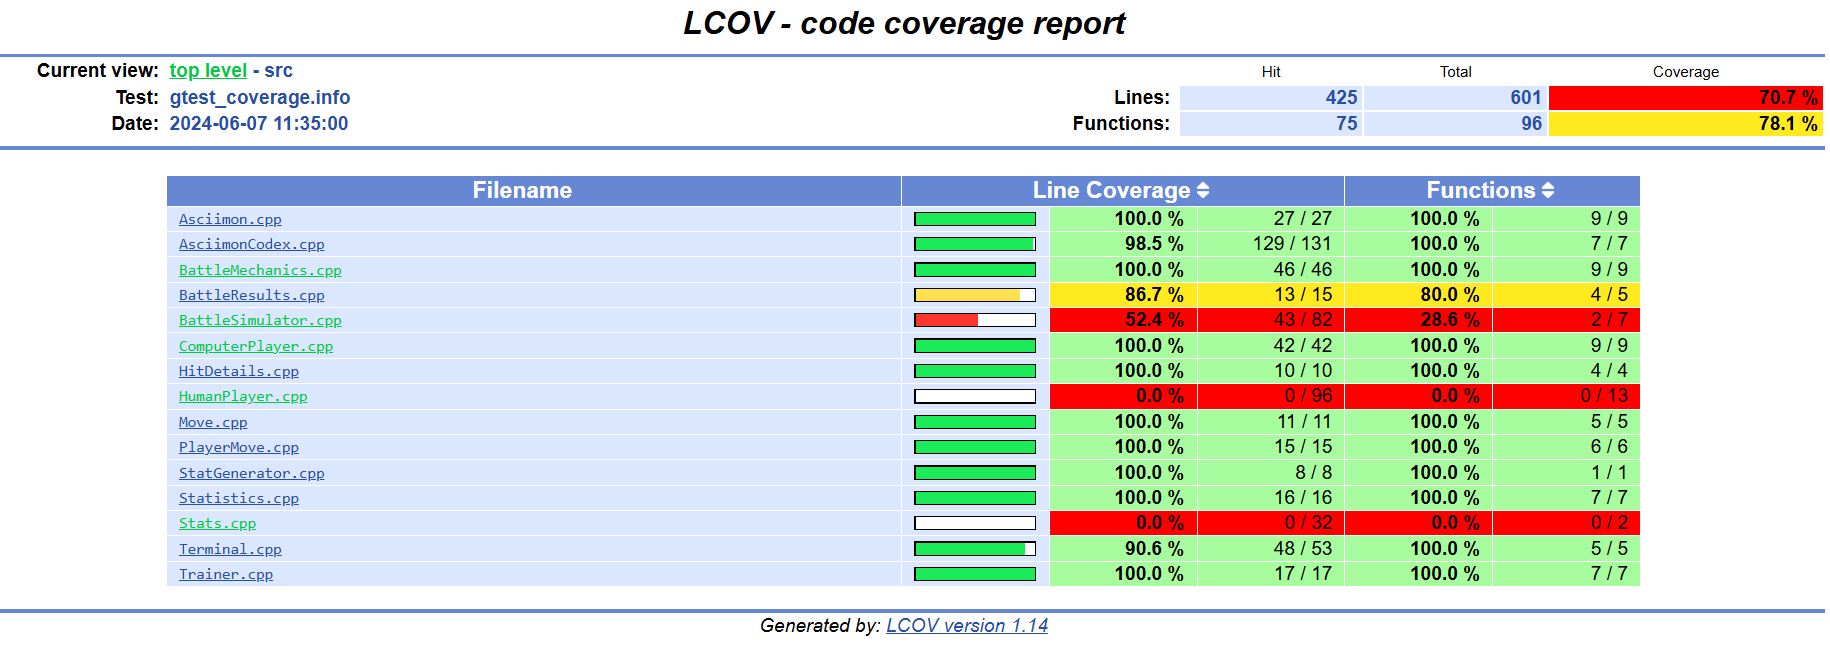 LCOV - code coverage report
Current view: top level - src Hit Total Coverage
Test: gtest_coverage.info Lines: 425 601 70.7 %
Date: 2024-06-07 11:35:00 Functions: 75 96 78.1 %
Filename Line Coverage Functions
Asciimon.cpp 100.0 % 27 / 27 100.0 % 9 / 9
AsciimonCodex.cpp 98.5 % 129 / 131 100.0 % 7 / 7
BattleMechanics.cpp 100.0 % 46 / 46 100.0 % 9 / 9
BattleResults.cpp 86.7 % 13 / 15 80.0 % 4 / 5
BattleSimulator.cpp 52.4 % 43 / 82 28.6 % 2 / 7
ComputerPlayer.cpp 100.0 % 42 / 42 100.0 % 9 / 9
HitDetails.cpp 100.0 % 10 / 10 100.0 % 4 / 4
HumanPlayer.cpp 0.0 % 0 / 96 0.0 % 0 / 13
Move.cpp 100.0 % 11 / 11 100.0 % 5 / 5
PlayerMove.cpp 100.0 % 15 / 15 100.0 % 6 / 6
StatGenerator.cpp 100.0 % 8 / 8 100.0 % 1 / 1
Statistics.cpp 100.0 % 16 / 16 100.0 % 7 / 7
Stats.cpp 0.0 % 0 / 32 0.0 % 0 / 2
Terminal.cpp 90.6 % 48 / 53 100.0 % 5 / 5
Trainer.cpp 100.0 % 17 / 17 100.0 % 7 / 7
Generated by: LCOV version 1.14